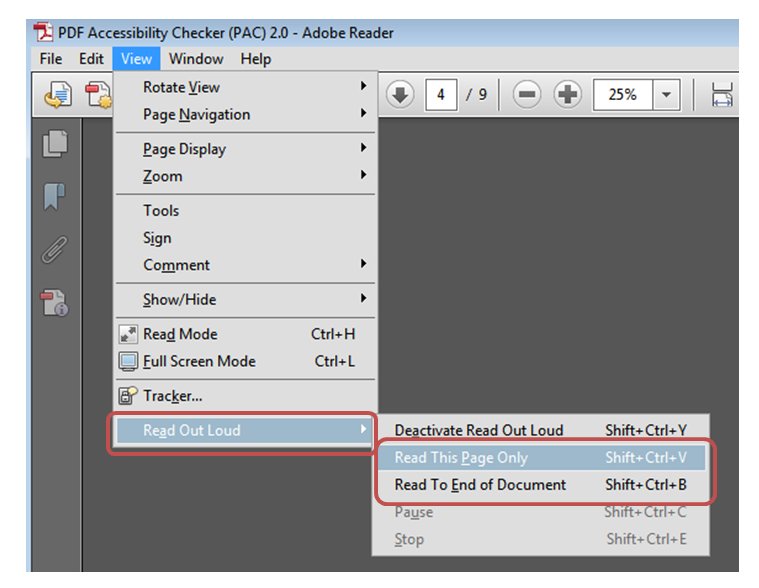 PDF Accessibility Checker (PAC) 2.0 - Adobe Reader
File Edit View Window Help
4 / 9 25%
Rotate View
Page Navigation
Page Display
Zoom
Tools
Sign
Comment
Show/Hide
Read Mode Ctrl+H
Full Screen Mode Ctrl+L
Tracker...
Read Out Loud
Deactivate Read Out Loud Shift+Ctrl+Y
Read This Page Only Shift+Ctrl+V
Read To End of Document Shift+Ctrl+B
Pause Shift+Ctrl+C
Stop Shift+Ctrl+E